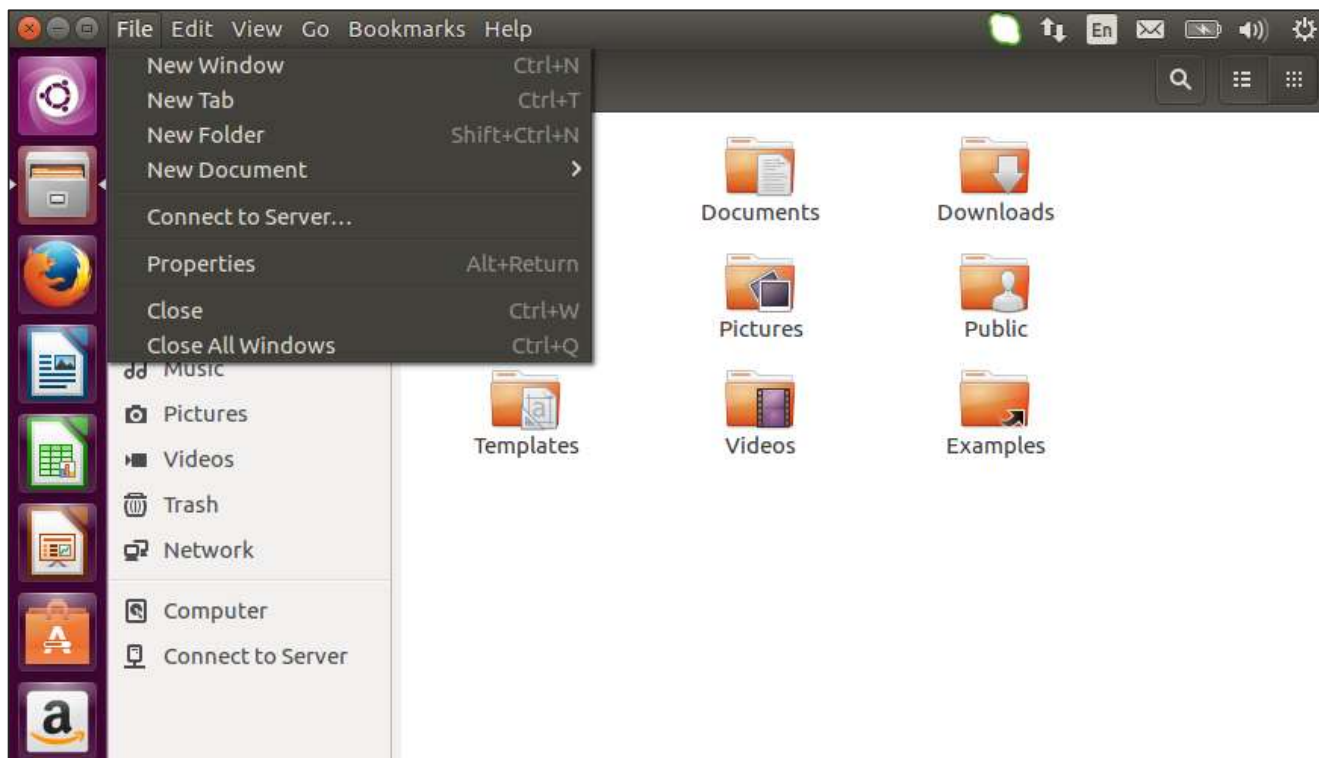 File Edit View Go Bookmarks Help En
New Window Ctrl+N
New Tab Ctrl+T
New Folder Shift+Ctrl+N
New Document
Connect to Server...
Properties Alt+Return
Close Ctrl+W
Close All Windows Ctrl+Q
Music
Pictures
Videos
Trash
Network
Computer
Connect to Server
Documents Downloads
Pictures Public
Templates Videos Examples